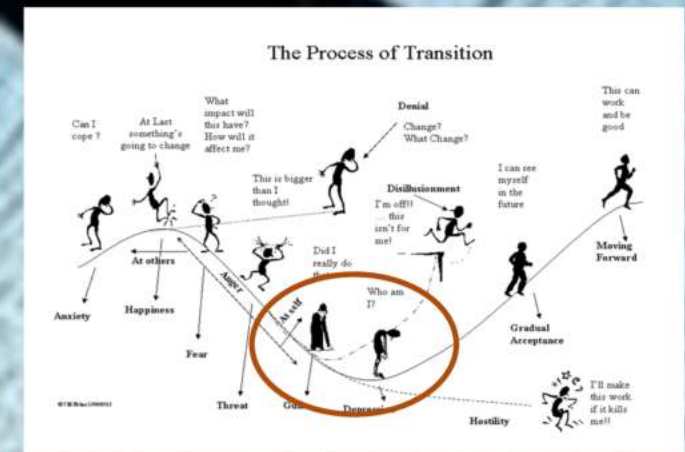 The Process of Transition
Can I
cope ?
At Last
something's
going to change
What
impact will
this have?
How will it
affect me?
This is bigger
than I
thought!
Denial
Change?
What Change?
Disillusionment
I'm off!!
... this
isn't for
me!
I can see
myself
in the
future
This can
work
and be
good
Did I
really do
Who am
I?
At others
Anger
At self
Anxiety
Happiness
Fear
Threat
Moving
Forward
Gradual
Acceptance
Hostility
I'll make
this work
if it kills
me!!